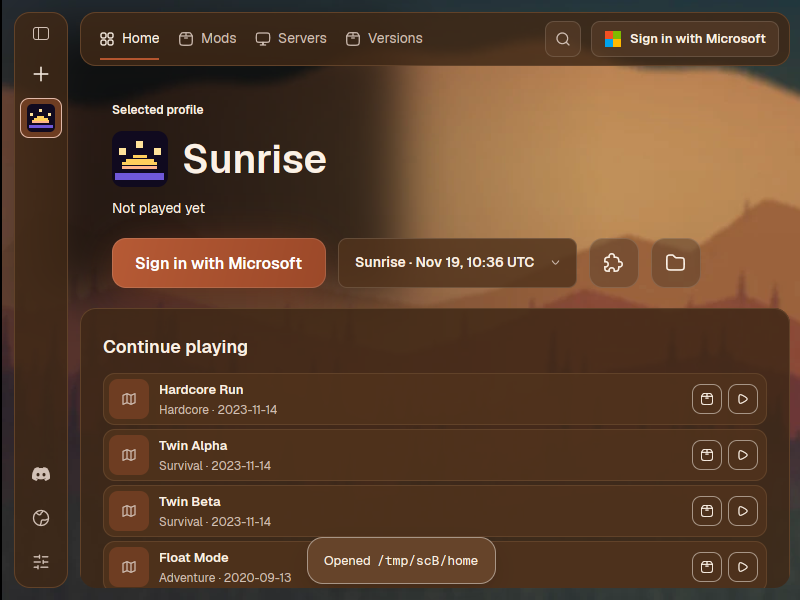 Home
Mods
Servers
Versions
Sign in with Microsoft
Selected profile
Sunrise
Not played yet
Sign in with Microsoft
Sunrise · Nov 19, 10:36 UTC
Continue playing
Hardcore Run
Hardcore · 2023-11-14
Twin Alpha
Survival · 2023-11-14
Twin Beta
Survival · 2023-11-14
Float Mode
Adventure · 2020-09-13
Opened /tmp/scB/home